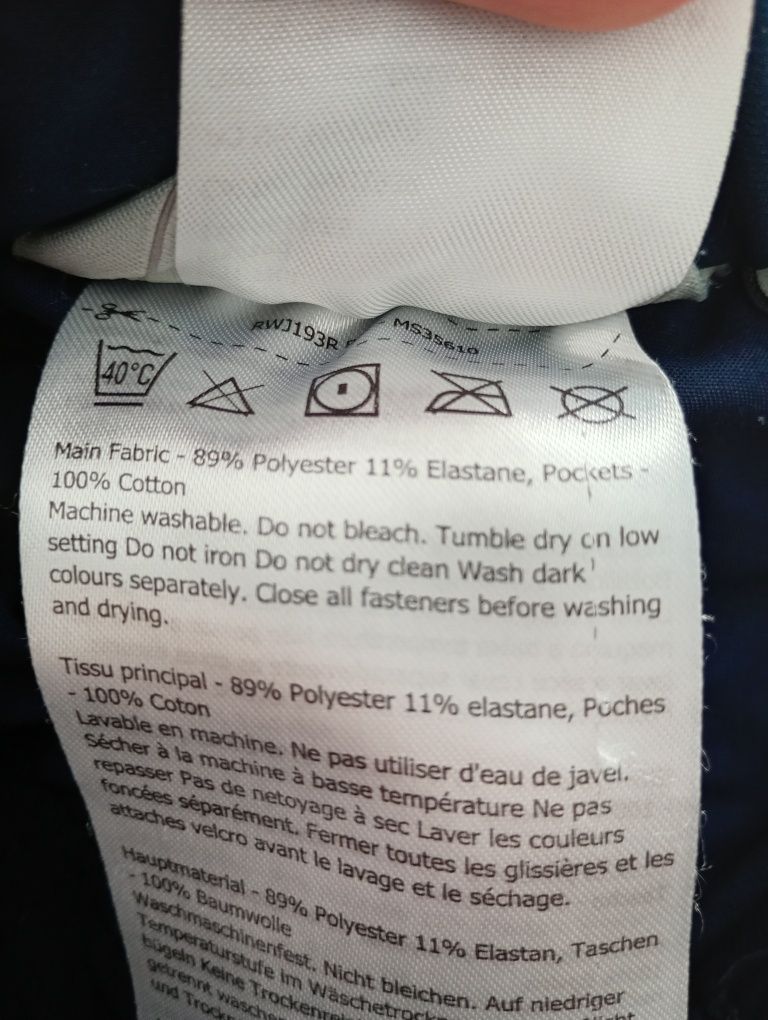 RWJ193R - MS35610
40°C
Main Fabric - 89% Polyester 11% Elastane, Pockets -
100% Cotton
Machine washable. Do not bleach. Tumble dry on low
setting Do not iron Do not dry clean Wash dark
colours separately. Close all fasteners before washing
and drying.
Tissu principal - 89% Polyester 11% elastane, Poches
- 100% Coton
Lavable en machine. Ne pas utiliser d'eau de javel.
Sécher à la machine à basse température Ne pas
repasser Pas de netoyage à sec Laver les couleurs
foncées séparément. Fermer toutes les glissières et les
attaches velcro avant le lavage et le séchage.
Hauptmaterial - 89% Polyester 11% Elastan, Taschen
- 100% Baumwolle
Waschmaschinenfest. Nicht bleichen. Auf niedriger
Temperaturstufe im
bügeln Keine
getrennt
und